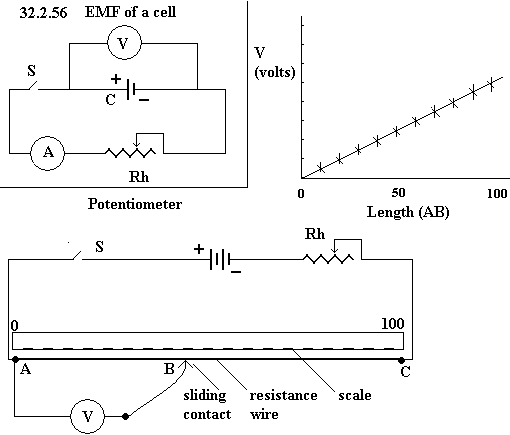 32.2.56 EMF of a cell
V
S
+
C
–
A
Rh
Potentiometer
V
(volts)
0 50 100
Length (AB)
Rh
S
+
–
0 100
A B C
sliding contact
resistance wire
scale
V